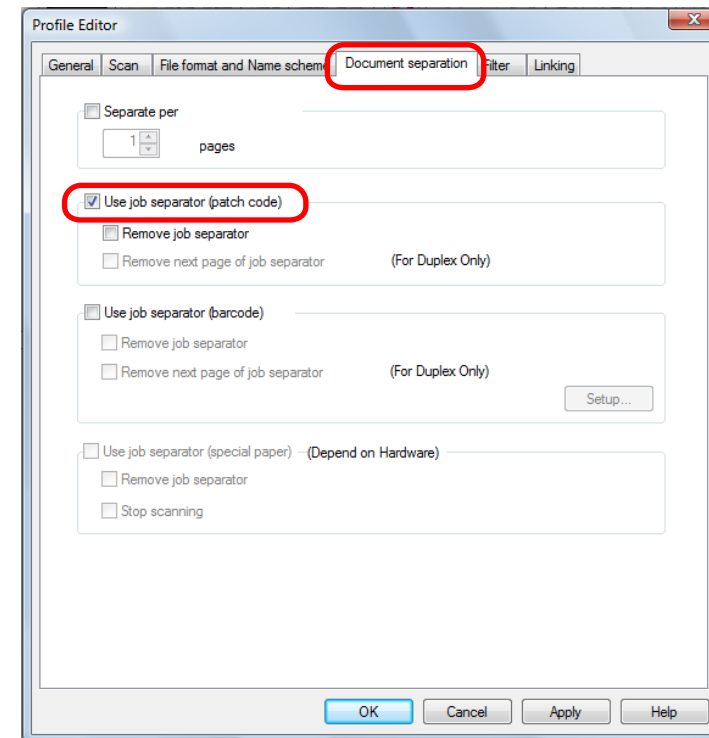 Profile Editor
General Scan File format and Name scheme Document separation Filter Linking
Separate per
1 pages
Use job separator (patch code)
Remove job separator
Remove next page of job separator (For Duplex Only)
Use job separator (barcode)
Remove job separator
Remove next page of job separator (For Duplex Only)
Setup...
Use job separator (special paper) (Depend on Hardware)
Remove job separator
Stop scanning
OK Cancel Apply Help